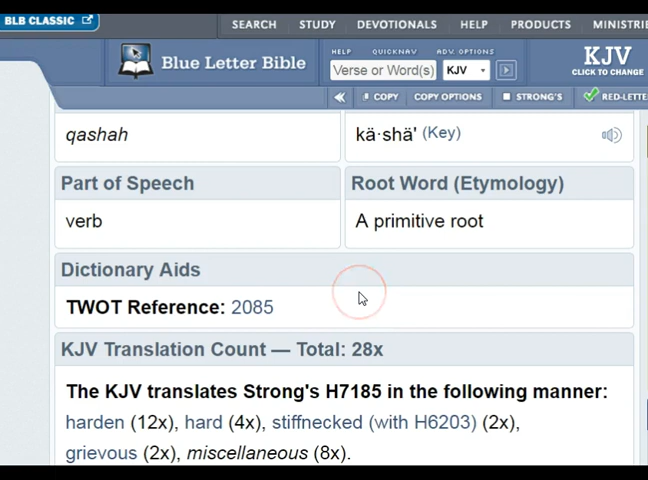 BLB CLASSIC
SEARCH STUDY DEVOTIONALS HELP PRODUCTS MINISTRI
HELP QUICKNAV ADV. OPTIONS
Blue Letter Bible Verse or Word(s) KJV KJV
CLICK TO CHANGE
COPY COPY OPTIONS STRONG'S RED-LETTE
qashah kä·shä' (Key)
Part of Speech Root Word (Etymology)
verb A primitive root
Dictionary Aids
TWOT Reference: 2085
KJV Translation Count — Total: 28x
The KJV translates Strong's H7185 in the following manner:
harden (12x), hard (4x), stiffnecked (with H6203) (2x),
grievous (2x), miscellaneous (8x).